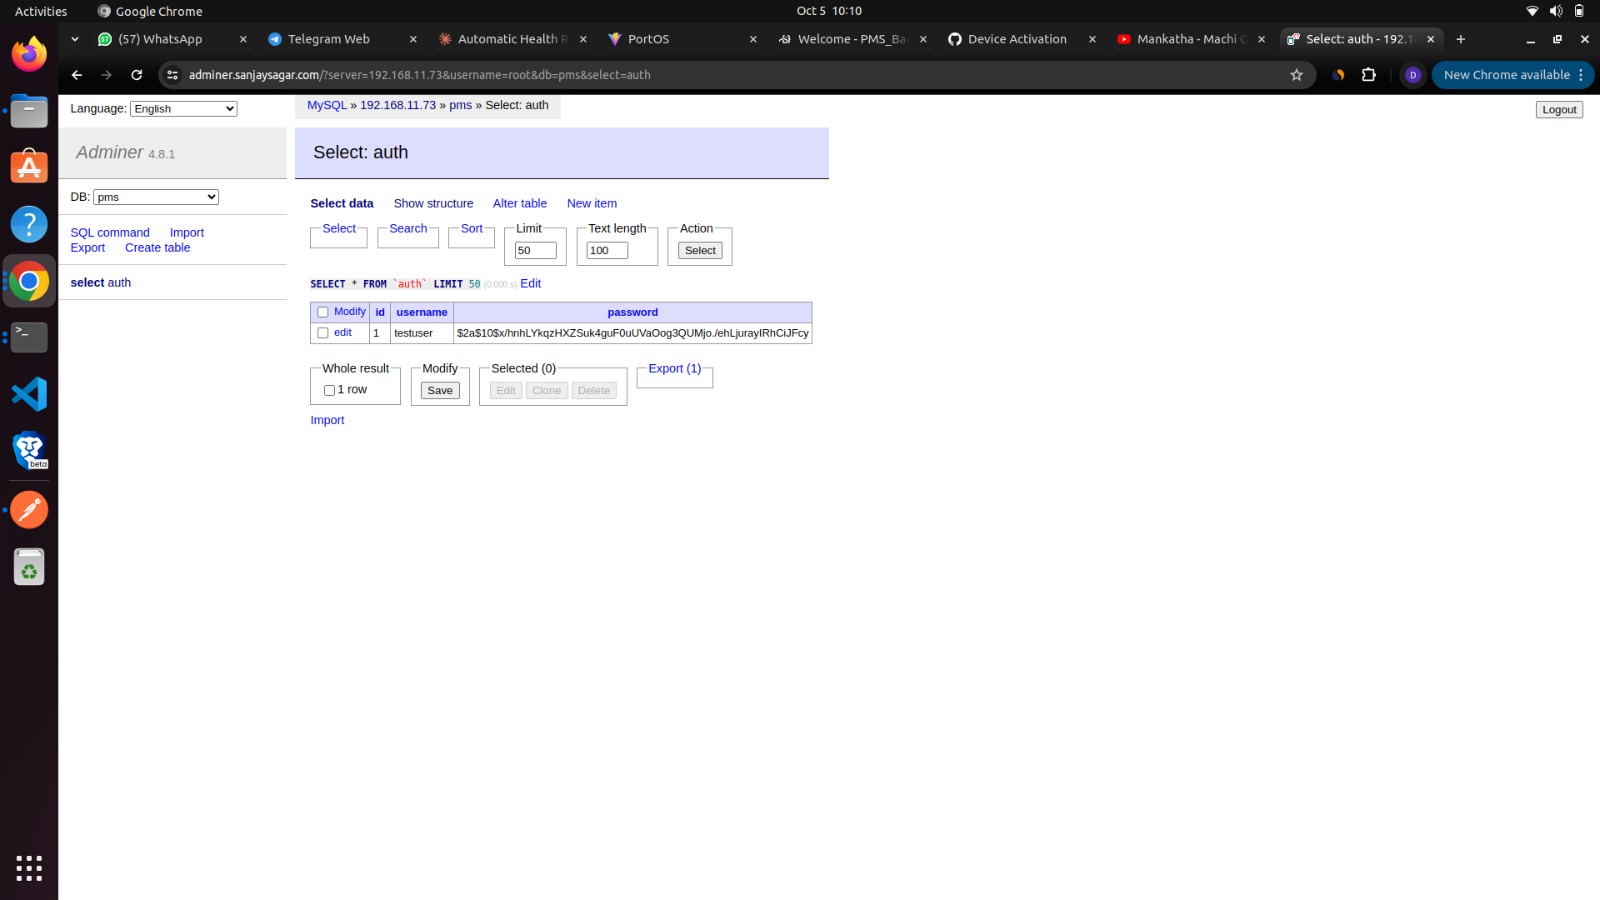 Activities
Google Chrome
Oct 5 10:10
(57) WhatsApp
Telegram Web
Automatic Health R
PortOS
Welcome - PMS_Ba
Device Activation
Mankatha - Machi
Select: auth - 192.1
adminer.sanjaysagar.com/?server=192.168.11.73&username=root&db=pms&select=auth
D
New Chrome available
Language: English
MySQL » 192.168.11.73 » pms » Select: auth
Logout
Adminer 4.8.1
Select: auth
DB: pms
Select data Show structure Alter table New item
SQL command Import
Export Create table
Select Search Sort Limit Text length Action
50 100 Select
select auth
SELECT * FROM `auth` LIMIT 50 (0.000 s) Edit
Modify id username password
edit 1 testuser $2a$10$x/hnhLYkqzHXZSuk4guF0uUVaOog3QUMjo./ehLjurayIRhCiJFcy
Whole result Modify Selected (0) Export (1)
1 row Save Edit Clone Delete
Import
beta